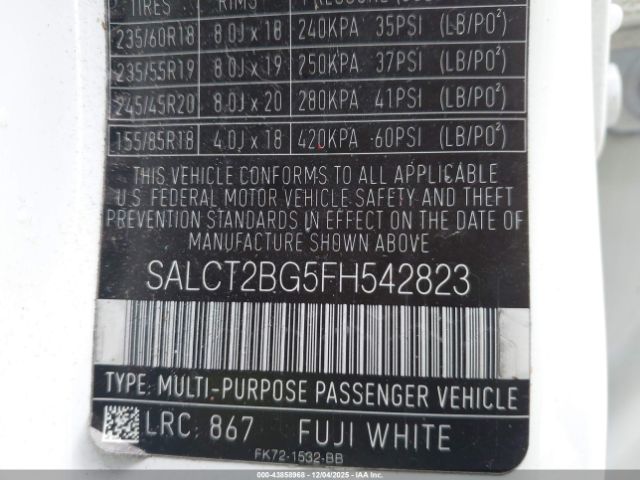 TIRES RIMS
235/60R18 8.0J x 18 240KPA 35PSI (LB/PO²)
235/55R19 8.0J x 19 250KPA 37PSI (LB/PO²)
245/45R20 8.0J x 20 280KPA 41PSI (LB/PO²)
155/85R18 4.0J x 18 420KPA 60PSI (LB/PO²)
THIS VEHICLE CONFORMS TO ALL APPLICABLE
U.S. FEDERAL MOTOR VEHICLE SAFETY AND THEFT
PREVENTION STANDARDS IN EFFECT ON THE DATE OF
MANUFACTURE SHOWN ABOVE
SALCT2BG5FH542823
TYPE: MULTI-PURPOSE PASSENGER VEHICLE
LRC: 867 FUJI WHITE
FK72-1532-BB
000-43858968 - 12/04/2025 - IAA Inc.